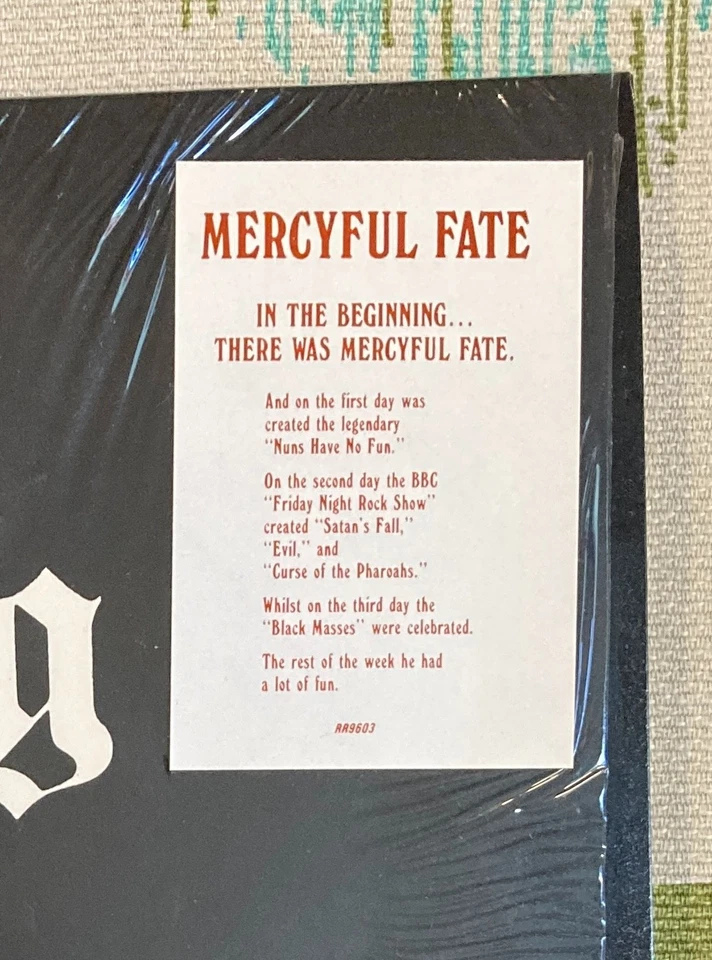 MERCYFUL FATE
IN THE BEGINNING...
THERE WAS MERCYFUL FATE.
And on the first day was
created the legendary
"Nuns Have No Fun."
On the second day the BBC
"Friday Night Rock Show"
created "Satan's Fall,"
"Evil," and
"Curse of the Pharoahs."
Whilst on the third day the
"Black Masses" were celebrated.
The rest of the week he had
a lot of fun.
RR9603
g